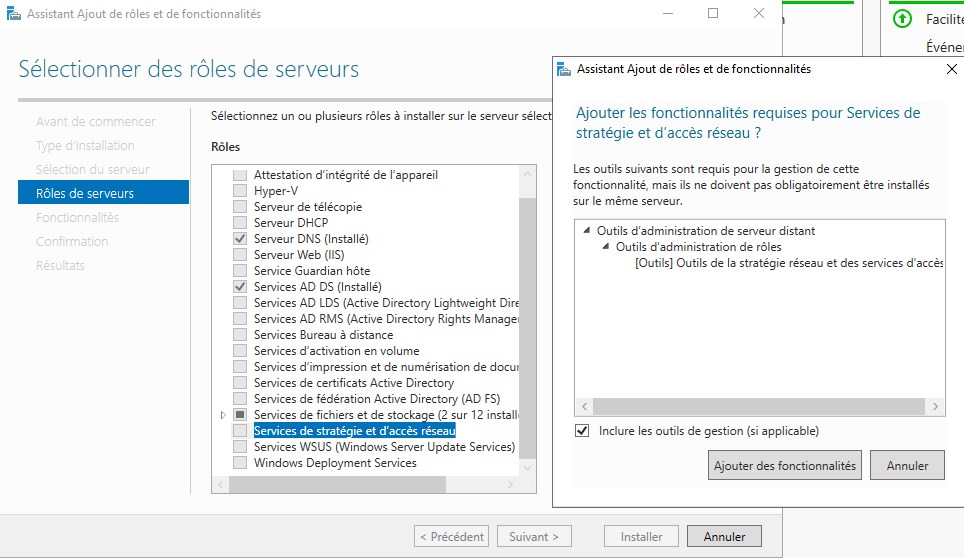 Assistant Ajout de rôles et de fonctionnalités
Sélectionner des rôles de serveurs
Avant de commencer
Type d'installation
Sélection du serveur
Rôles de serveurs
Fonctionnalités
Confirmation
Résultats
Sélectionnez un ou plusieurs rôles à installer sur le serveur sélect
Rôles
Attestation d'intégrité de l'appareil
Hyper-V
Serveur de télécopie
Serveur DHCP
Serveur DNS (Installé)
Serveur Web (IIS)
Service Guardian hôte
Services AD DS (Installé)
Services AD LDS (Active Directory Lightweight Dire
Services AD RMS (Active Directory Rights Manager
Services Bureau à distance
Services d'activation en volume
Services d'impression et de numérisation de docu
Services de certificats Active Directory
Services de fédération Active Directory (AD FS)
Services de fichiers et de stockage (2 sur 12 install
Services de stratégie et d'accès réseau
Services WSUS (Windows Server Update Services)
Windows Deployment Services
< Précédent
Suivant >
Installer
Annuler
Facilite
Événer
Assistant Ajout de rôles et de fonctionnalités
Ajouter les fonctionnalités requises pour Services de
stratégie et d'accès réseau ?
Les outils suivants sont requis pour la gestion de cette
fonctionnalité, mais ils ne doivent pas obligatoirement être installés
sur le même serveur.
Outils d'administration de serveur distant
Outils d'administration de rôles
[Outils] Outils de la stratégie réseau et des services d'accès
Inclure les outils de gestion (si applicable)
Ajouter des fonctionnalités
Annuler